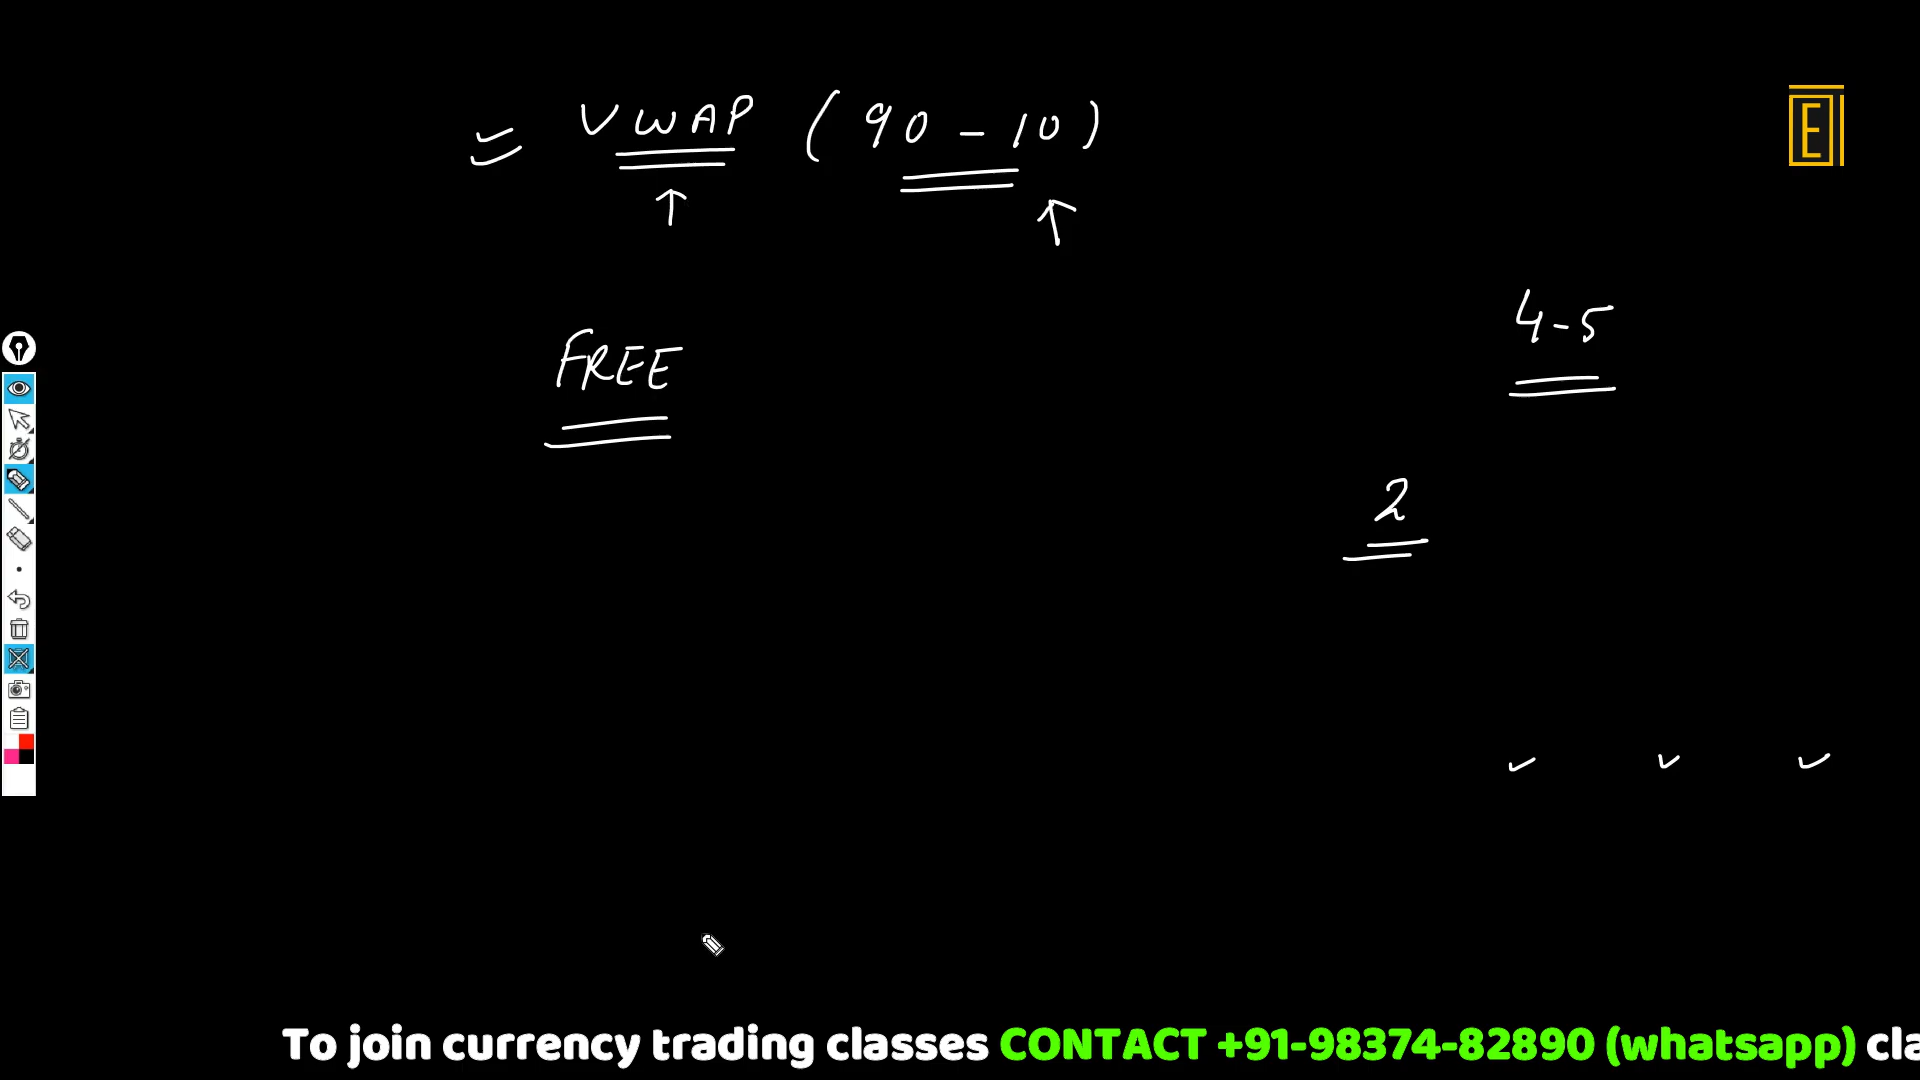 VWAP (90-10)
FREE
4-5
2
E
To join currency trading classes CONTACT +91-98374-82890 (whatsapp) cla